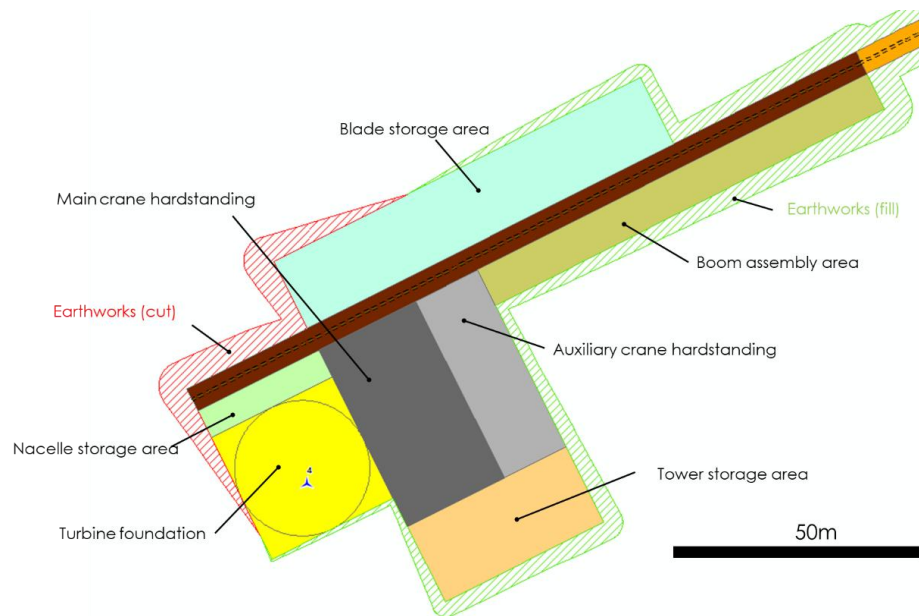 Blade storage area
Main crane hardstanding
Earthworks (fill)
Boom assembly area
Earthworks (cut)
Auxiliary crane hardstanding
Nacelle storage area
4
Tower storage area
Turbine foundation
50m